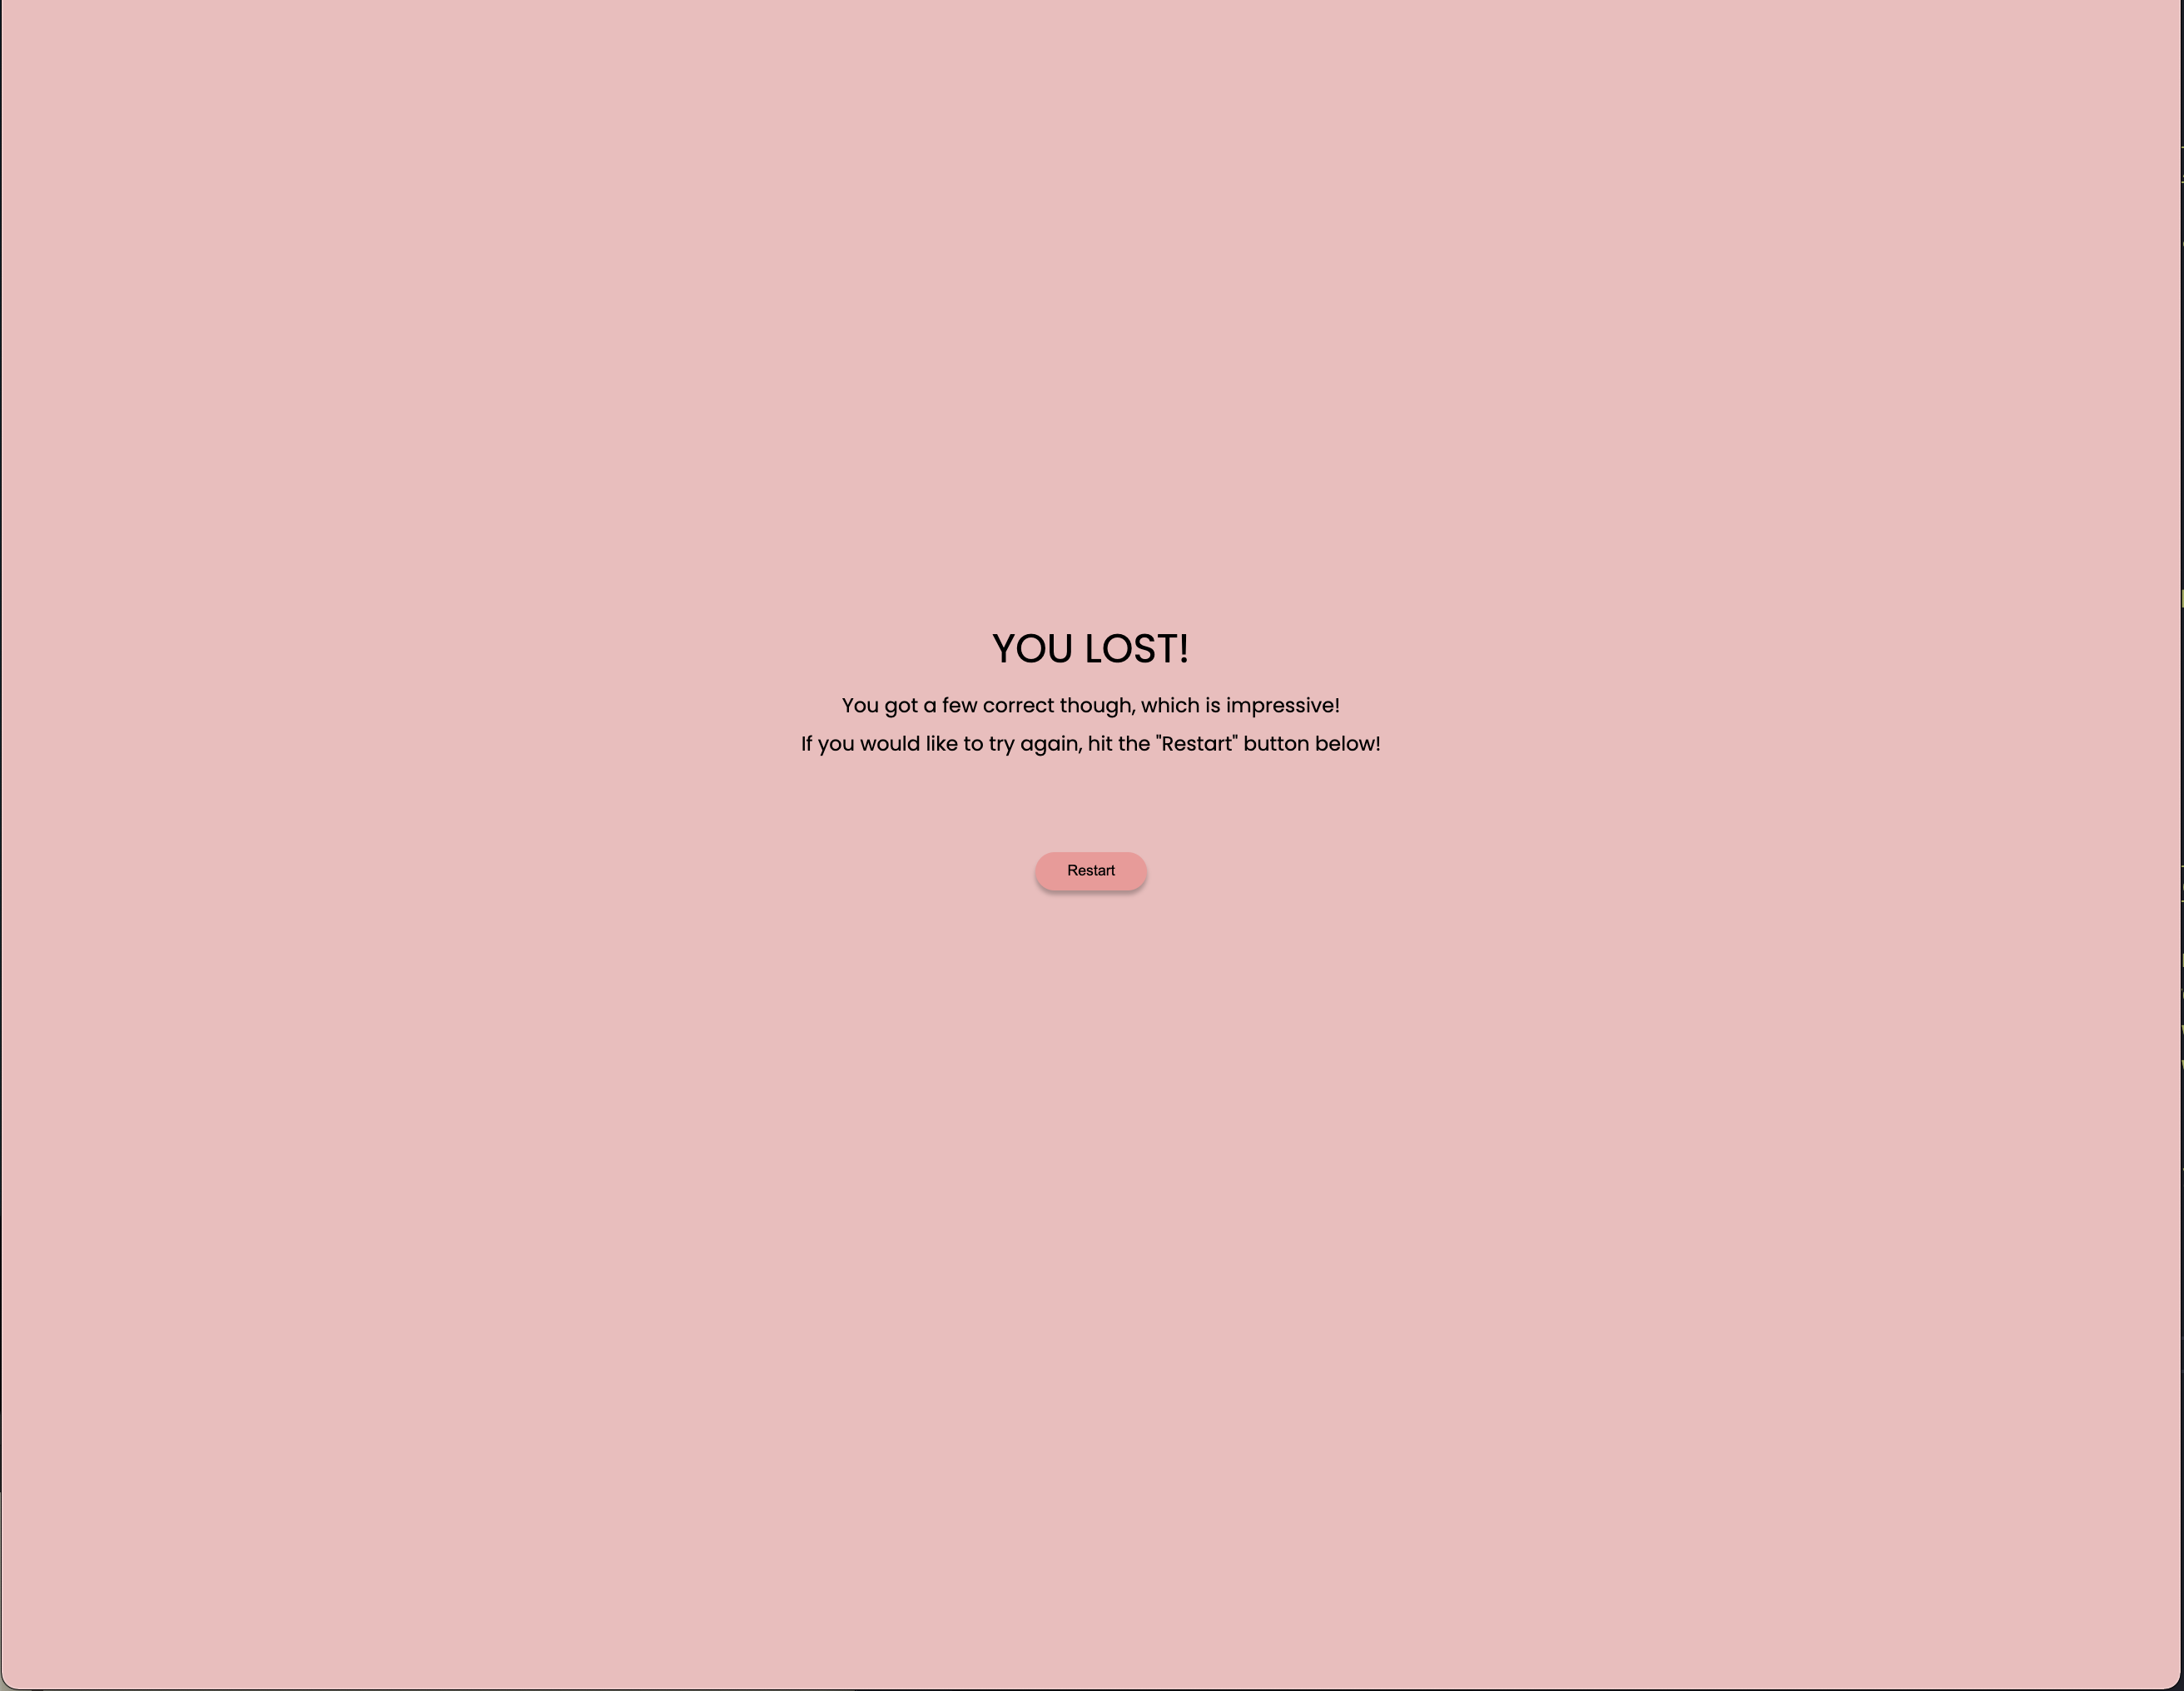 YOU LOST!
You got a few correct though, which is impressive!
If you would like to try again, hit the "Restart" button below!
Restart